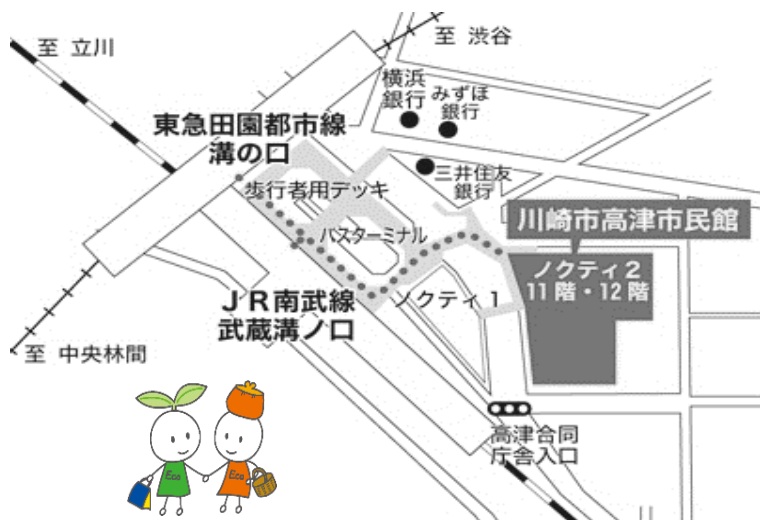 至 立川
至 渋谷
横浜
銀行
みずほ
銀行
東急田園都市線
溝の口
三井住友
銀行
歩行者用デッキ
川崎市高津市民館
バスターミナル
ノクティ2
11階・12階
JR南武線
武蔵溝ノ口
ノクティ1
至 中央林間
高津合同
庁舎入口
Eco
Eco